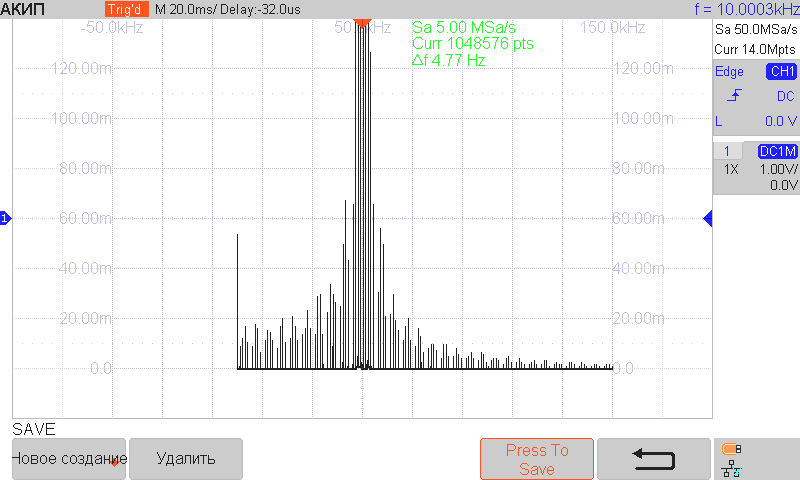 АКИП Trig'd M 20.0ms/ Delay:-32.0us f = 10.0003kHz
-50.0kHz 50.0kHz 150.0kHz
Sa 5.00 MSa/s
Curr 1048576 pts
Δf 4.77 Hz
Sa 50.0MSa/s
Curr 14.0Mpts
Edge CH1
DC
L 0.0 V
1 DC1M
1X 1.00V/
0.0V
120.00m 120.00m
100.00m 100.00m
80.00m 80.00m
1 60.00m 60.00m
40.00m 40.00m
20.00m 20.00m
0.0 0.0
SAVE
Новое создание Удалить Press To
Save